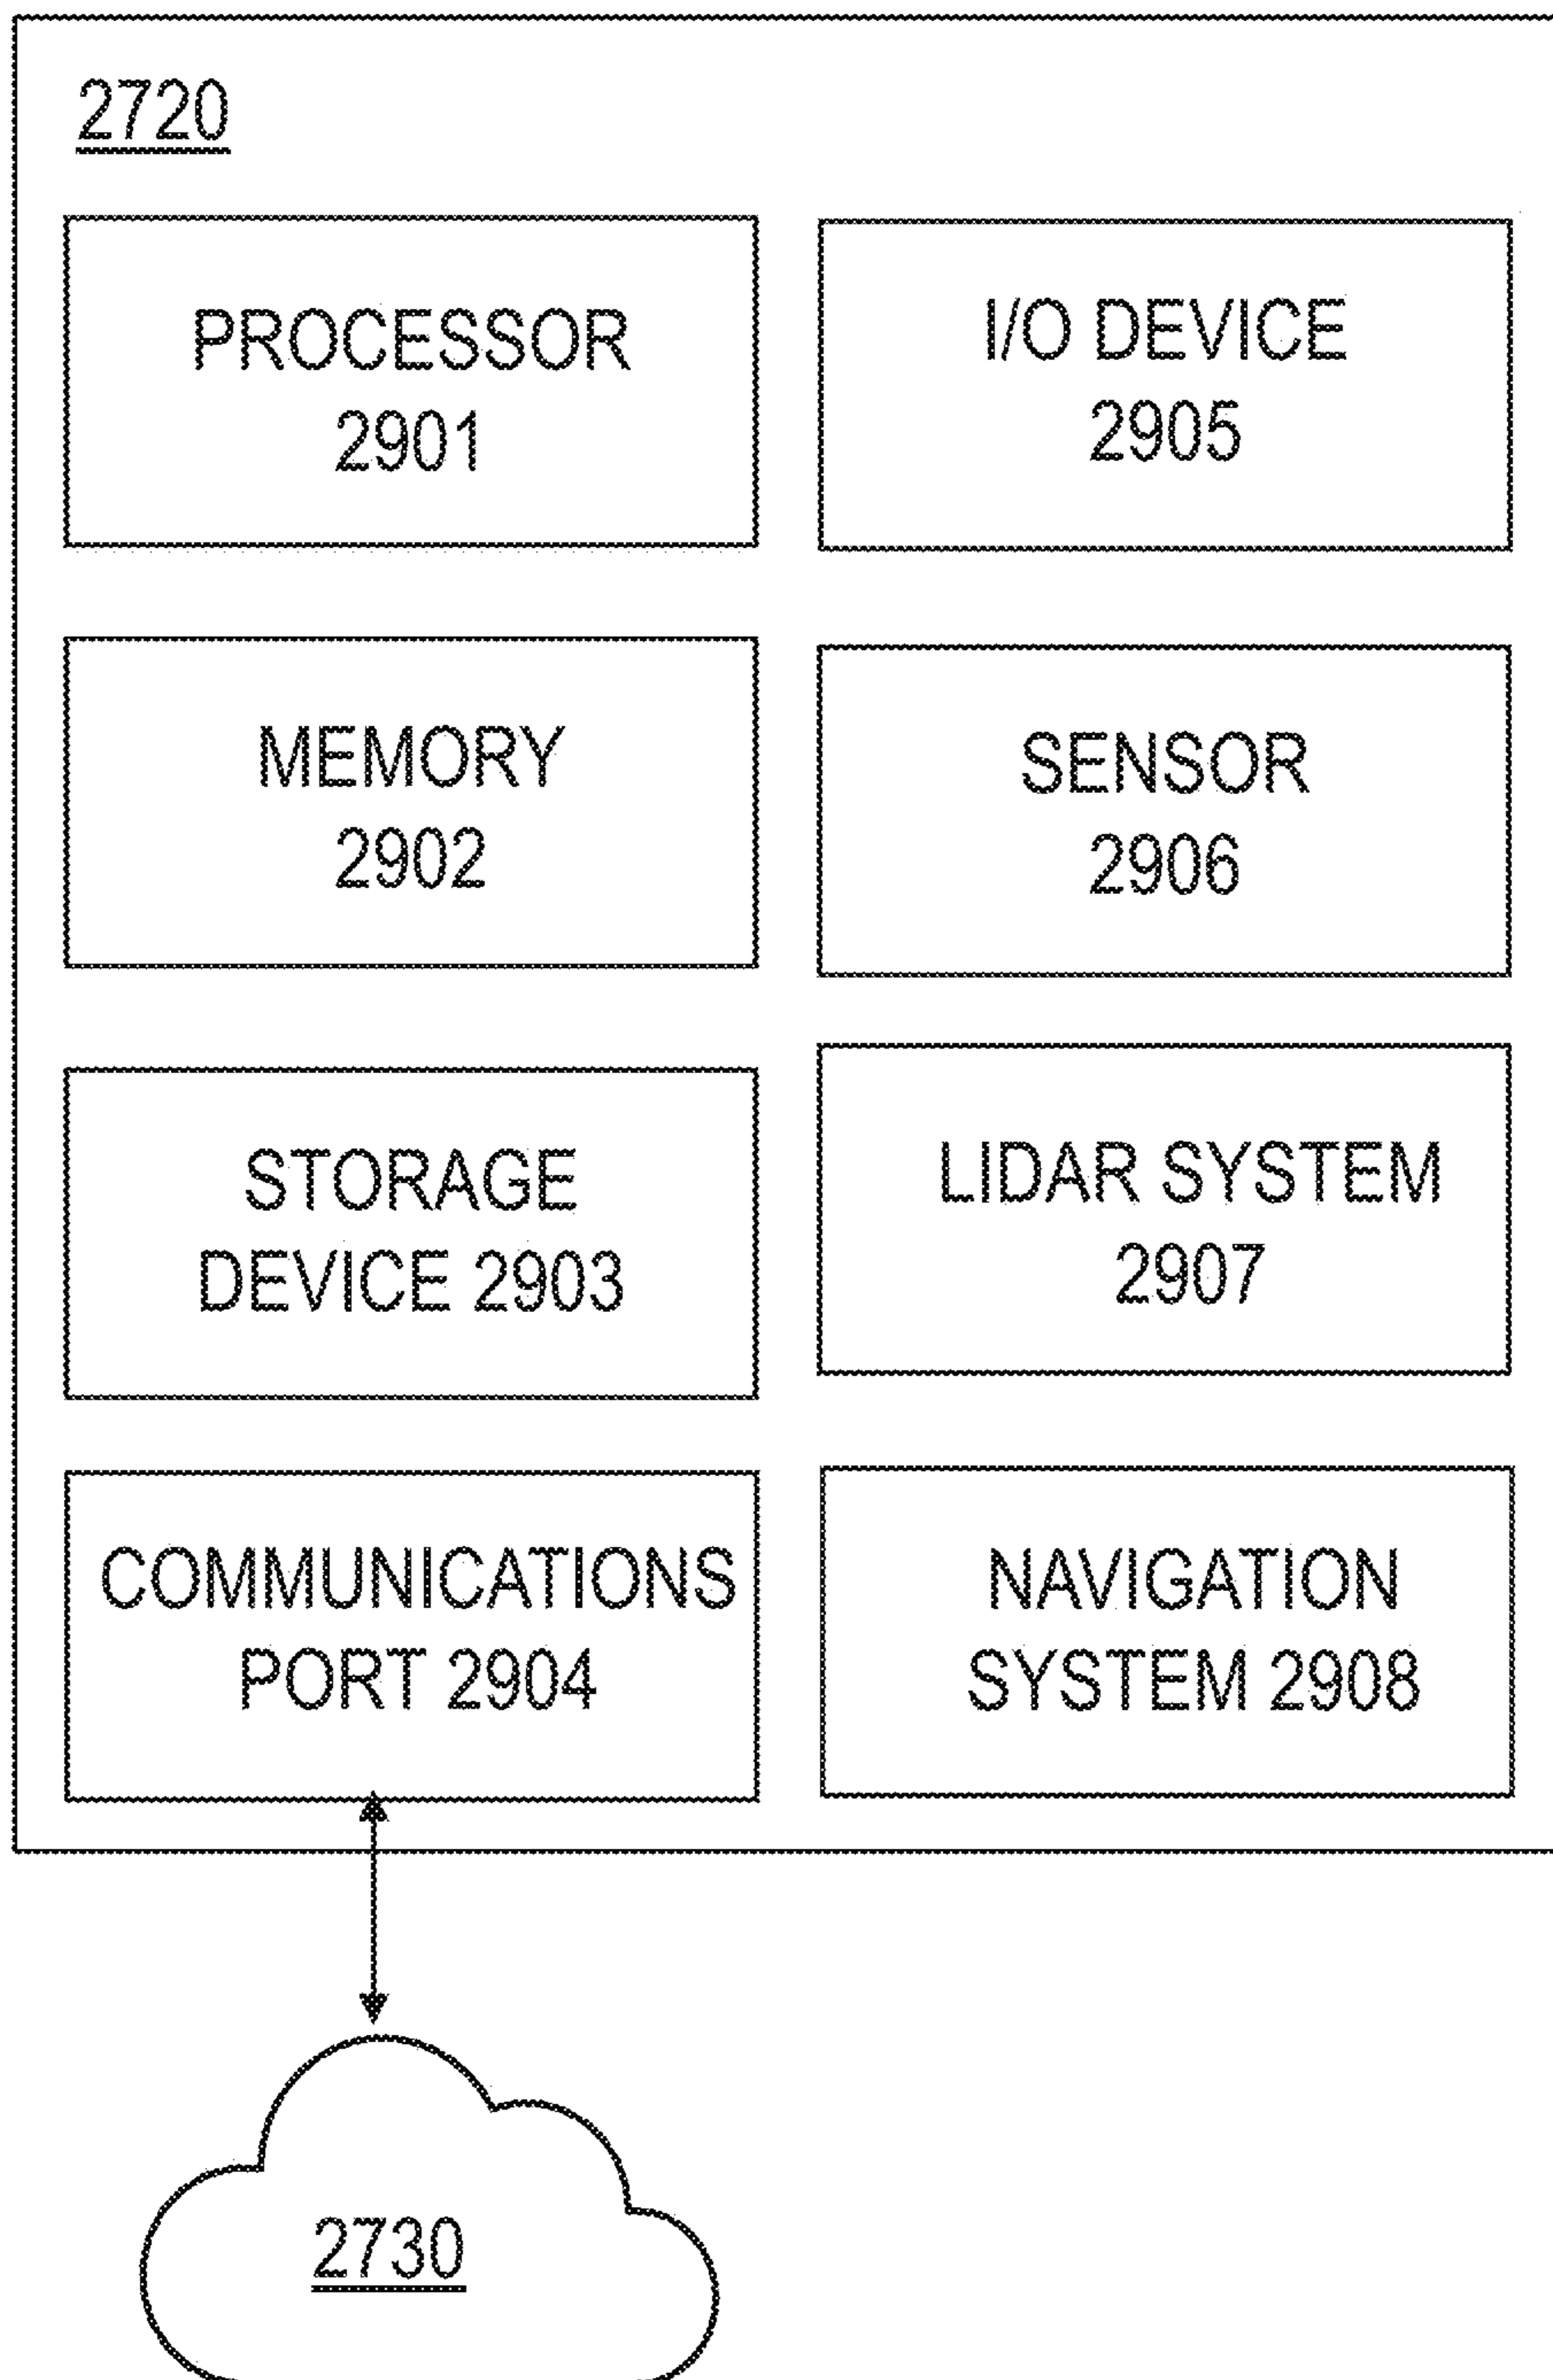 2720
PROCESSOR
2901
I/O DEVICE
2905
MEMORY
2902
SENSOR
2906
STORAGE
DEVICE 2903
LIDAR SYSTEM
2907
COMMUNICATIONS
PORT 2904
NAVIGATION
SYSTEM 2908
2730